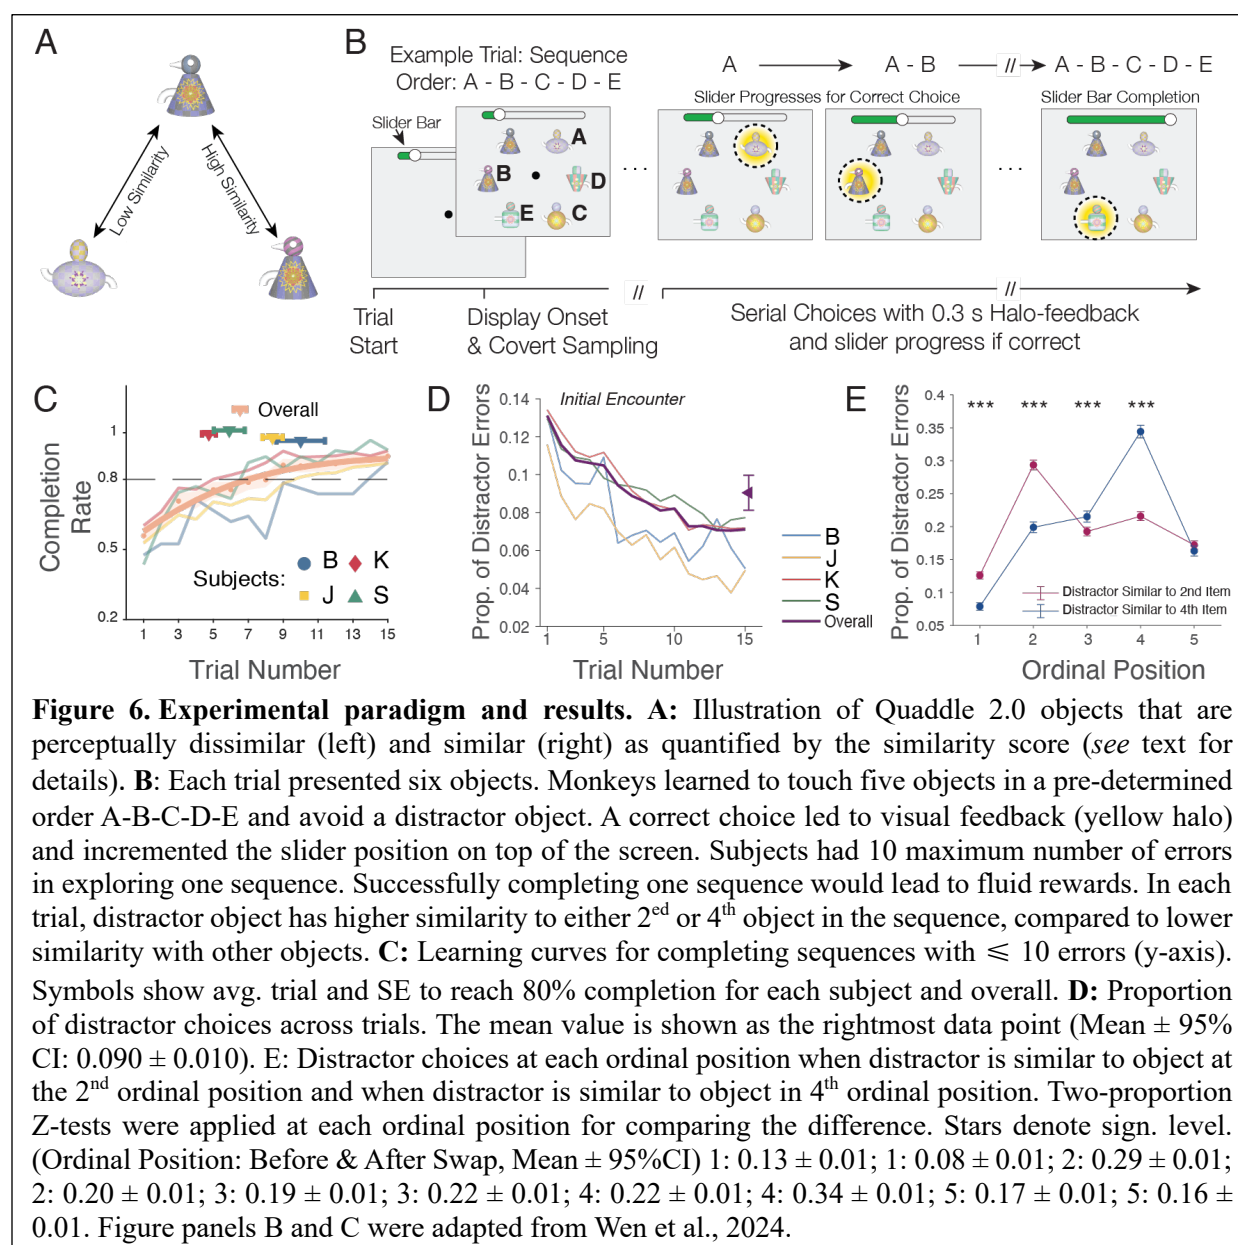 A
Low Similarity
High Similarity
B
Example Trial: Sequence
Order: A - B - C - D - E
Slider Bar
A
B
D
E
C
Trial
Start
Display Onset
& Covert Sampling
...
A
A - B
//
A - B - C - D - E
Slider Progresses for Correct Choice
Slider Bar Completion
...
//
//
Serial Choices with 0.3 s Halo-feedback
and slider progress if correct
C
Completion
Rate
1
0.8
0.5
0.2
Overall
Subjects:
B
K
J
S
1 3 5 7 9 11 13 15
Trial Number
D
Prop. of Distractor Errors
0.14
0.12
0.1
0.08
0.06
0.04
0.02
Initial Encounter
1 5 10 15
Trial Number
B
J
K
S
Overall
E
Prop. of Distractor Errors
0.4
0.35
0.3
0.25
0.2
0.15
0.1
0.05
*** *** *** ***
Distractor Similar to 2nd Item
Distractor Similar to 4th Item
1 2 3 4 5
Ordinal Position
Figure 6. Experimental paradigm and results. A: Illustration of Quaddle 2.0 objects that are
perceptually dissimilar (left) and similar (right) as quantified by the similarity score (see text for
details). B: Each trial presented six objects. Monkeys learned to touch five objects in a pre-determined
order A-B-C-D-E and avoid a distractor object. A correct choice led to visual feedback (yellow halo)
and incremented the slider position on top of the screen. Subjects had 10 maximum number of errors
in exploring one sequence. Successfully completing one sequence would lead to fluid rewards. In each
trial, distractor object has higher similarity to either 2ed or 4th object in the sequence, compared to lower
similarity with other objects. C: Learning curves for completing sequences with ≤ 10 errors (y-axis).
Symbols show avg. trial and SE to reach 80% completion for each subject and overall. D: Proportion
of distractor choices across trials. The mean value is shown as the rightmost data point (Mean ± 95%
CI: 0.090 ± 0.010). E: Distractor choices at each ordinal position when distractor is similar to object at
the 2nd ordinal position and when distractor is similar to object in 4th ordinal position. Two-proportion
Z-tests were applied at each ordinal position for comparing the difference. Stars denote sign. level.
(Ordinal Position: Before & After Swap, Mean ± 95%CI) 1: 0.13 ± 0.01; 1: 0.08 ± 0.01; 2: 0.29 ± 0.01;
2: 0.20 ± 0.01; 3: 0.19 ± 0.01; 3: 0.22 ± 0.01; 4: 0.22 ± 0.01; 4: 0.34 ± 0.01; 5: 0.17 ± 0.01; 5: 0.16 ±
0.01. Figure panels B and C were adapted from Wen et al., 2024.